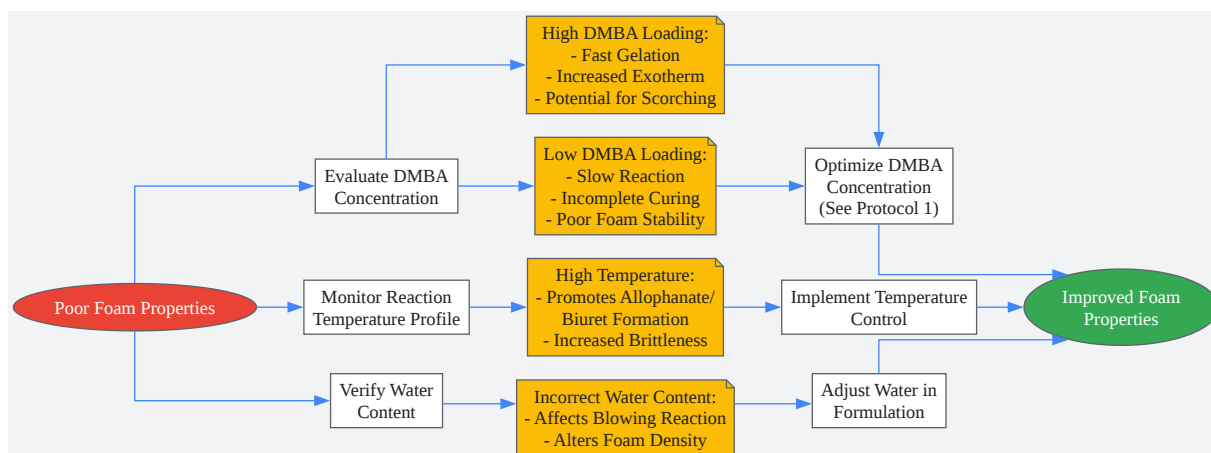 High DMBA Loading:
- Fast Gelation
- Increased Exotherm
- Potential for Scorching
Evaluate DMBA
Concentration
Low DMBA Loading:
- Slow Reaction
- Incomplete Curing
- Poor Foam Stability
Optimize DMBA
Concentration
(See Protocol 1)
Poor Foam Properties
Monitor Reaction
Temperature Profile
High Temperature:
- Promotes Allophanate/
Biuret Formation
- Increased Brittleness
Implement Temperature
Control
Improved Foam
Properties
Verify Water
Content
Incorrect Water Content:
- Affects Blowing Reaction
- Alters Foam Density
Adjust Water in
Formulation